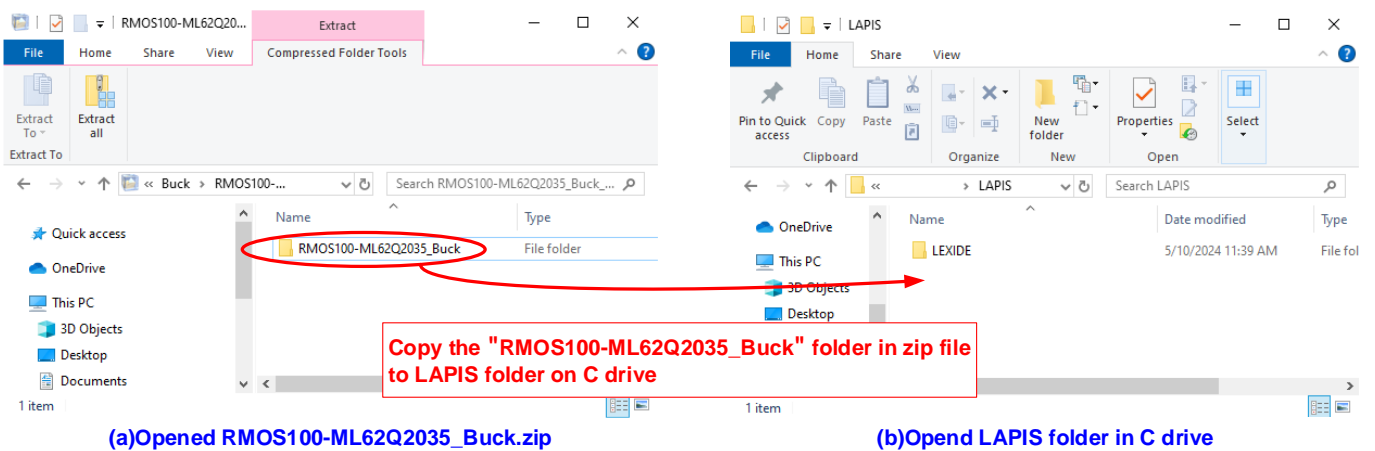 RMOS100-ML62Q20...
Extract
File
Home
Share
View
Compressed Folder Tools
Extract
To
Extract
all
Extract To
« Buck › RMOS100-...
Search RMOS100-ML62Q2035_Buck_...
Quick access
OneDrive
This PC
3D Objects
Desktop
Documents
Name
Type
RMOS100-ML62Q2035_Buck
File folder
1 item
(a)Opened RMOS100-ML62Q2035_Buck.zip
LAPIS
File
Home
Share
View
Pin to Quick
access
Copy
Paste
Clipboard
Organize
New
folder
New
Properties
Open
Select
« › LAPIS
Search LAPIS
OneDrive
This PC
3D Objects
Desktop
Name
Date modified
Type
LEXIDE
5/10/2024 11:39 AM
File fol
1 item
Copy the "RMOS100-ML62Q2035_Buck" folder in zip file
to LAPIS folder on C drive
(b)Opend LAPIS folder in C drive